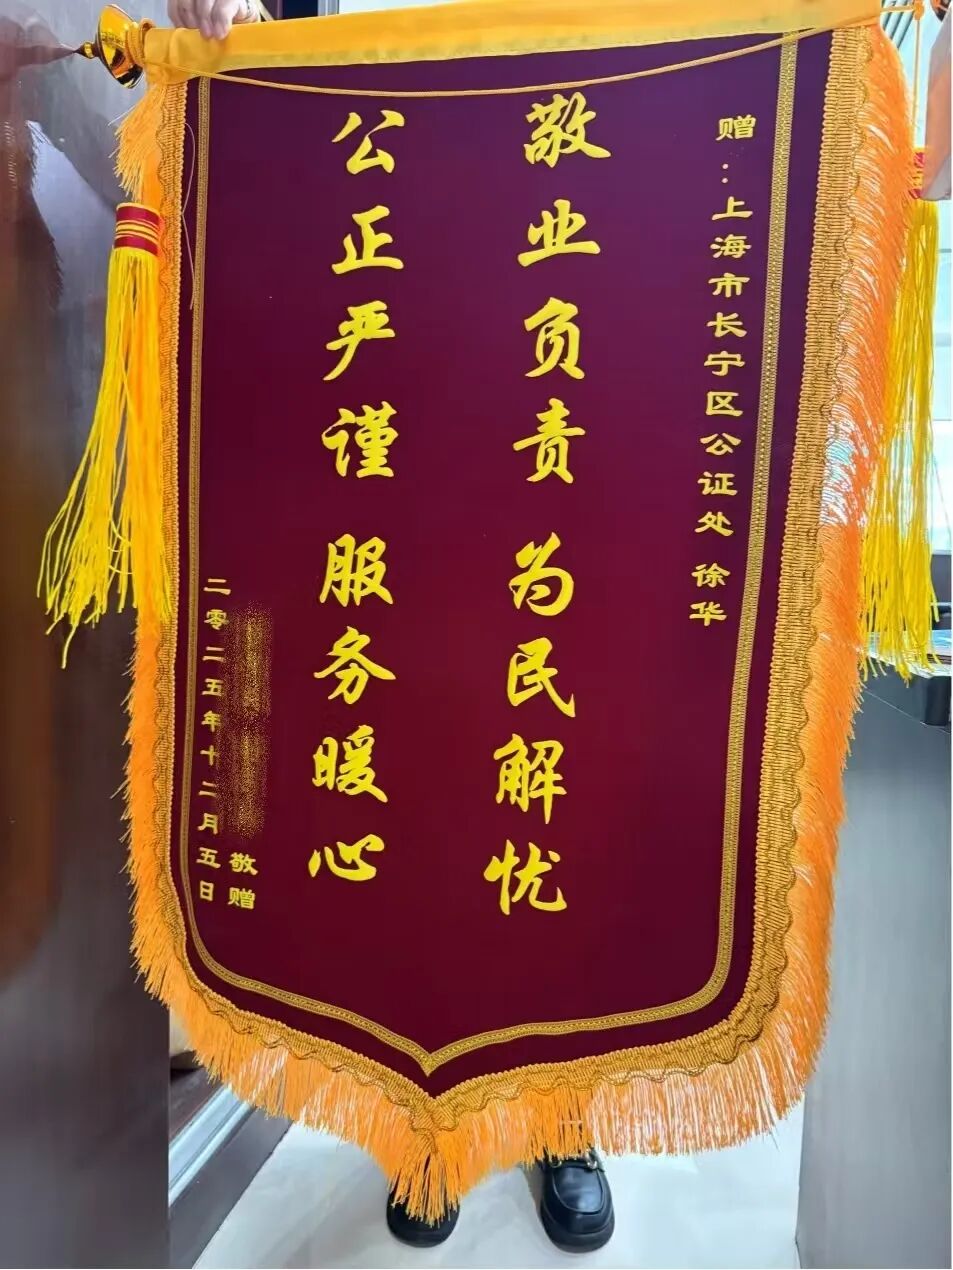 赠：上海市长宁区公证处 徐华
敬业负责 为民解忧
公正严谨 服务暖心
敬赠
二零二五年十二月五日